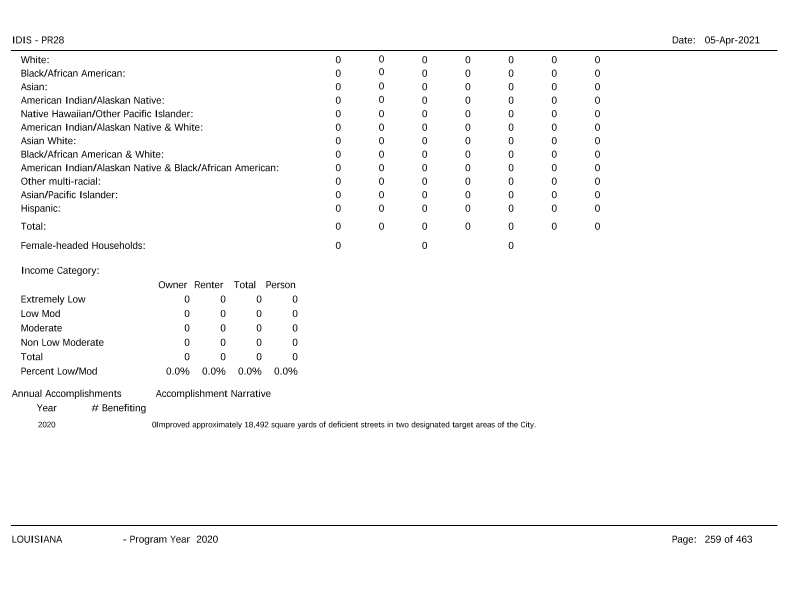 IDIS - PR28 Date: 05-Apr-2021
White: 0 0 0 0 0 0 0
Black/African American: 0 0 0 0 0 0 0
Asian: 0 0 0 0 0 0 0
American Indian/Alaskan Native: 0 0 0 0 0 0 0
Native Hawaiian/Other Pacific Islander: 0 0 0 0 0 0 0
American Indian/Alaskan Native & White: 0 0 0 0 0 0 0
Asian White: 0 0 0 0 0 0 0
Black/African American & White: 0 0 0 0 0 0 0
American Indian/Alaskan Native & Black/African American: 0 0 0 0 0 0 0
Other multi-racial: 0 0 0 0 0 0 0
Asian/Pacific Islander: 0 0 0 0 0 0 0
Hispanic: 0 0 0 0 0 0 0
Total: 0 0 0 0 0 0 0
Female-headed Households: 0 0 0
Income Category:
Owner Renter Total Person
Extremely Low 0 0 0 0
Low Mod 0 0 0 0
Moderate 0 0 0 0
Non Low Moderate 0 0 0 0
Total 0 0 0 0
Percent Low/Mod 0.0% 0.0% 0.0% 0.0%
Annual Accomplishments Accomplishment Narrative
Year # Benefiting
2020 0Improved approximately 18,492 square yards of deficient streets in two designated target areas of the City.
LOUISIANA - Program Year 2020 Page: 259 of 463